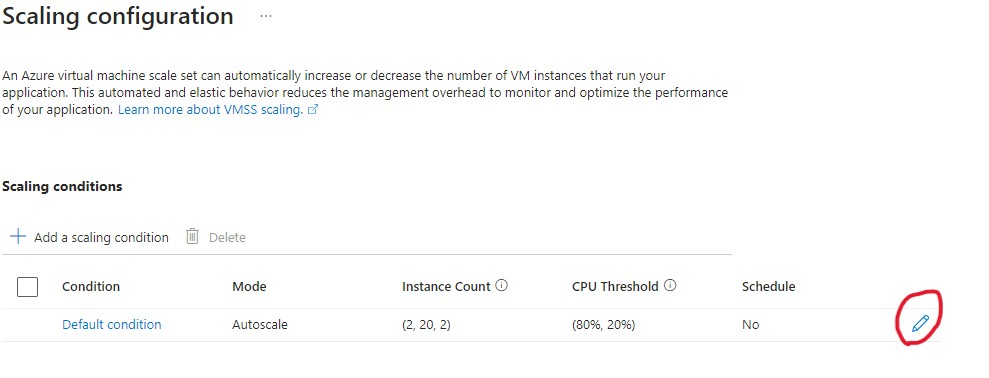 Scaling configuration ...
An Azure virtual machine scale set can automatically increase or decrease the number of VM instances that run your
application. This automated and elastic behavior reduces the management overhead to monitor and optimize the performance
of your application. Learn more about VMSS scaling.
Scaling conditions
+ Add a scaling condition Delete
Condition Mode Instance Count CPU Threshold Schedule
Default condition Autoscale (2, 20, 2) (80%, 20%) No